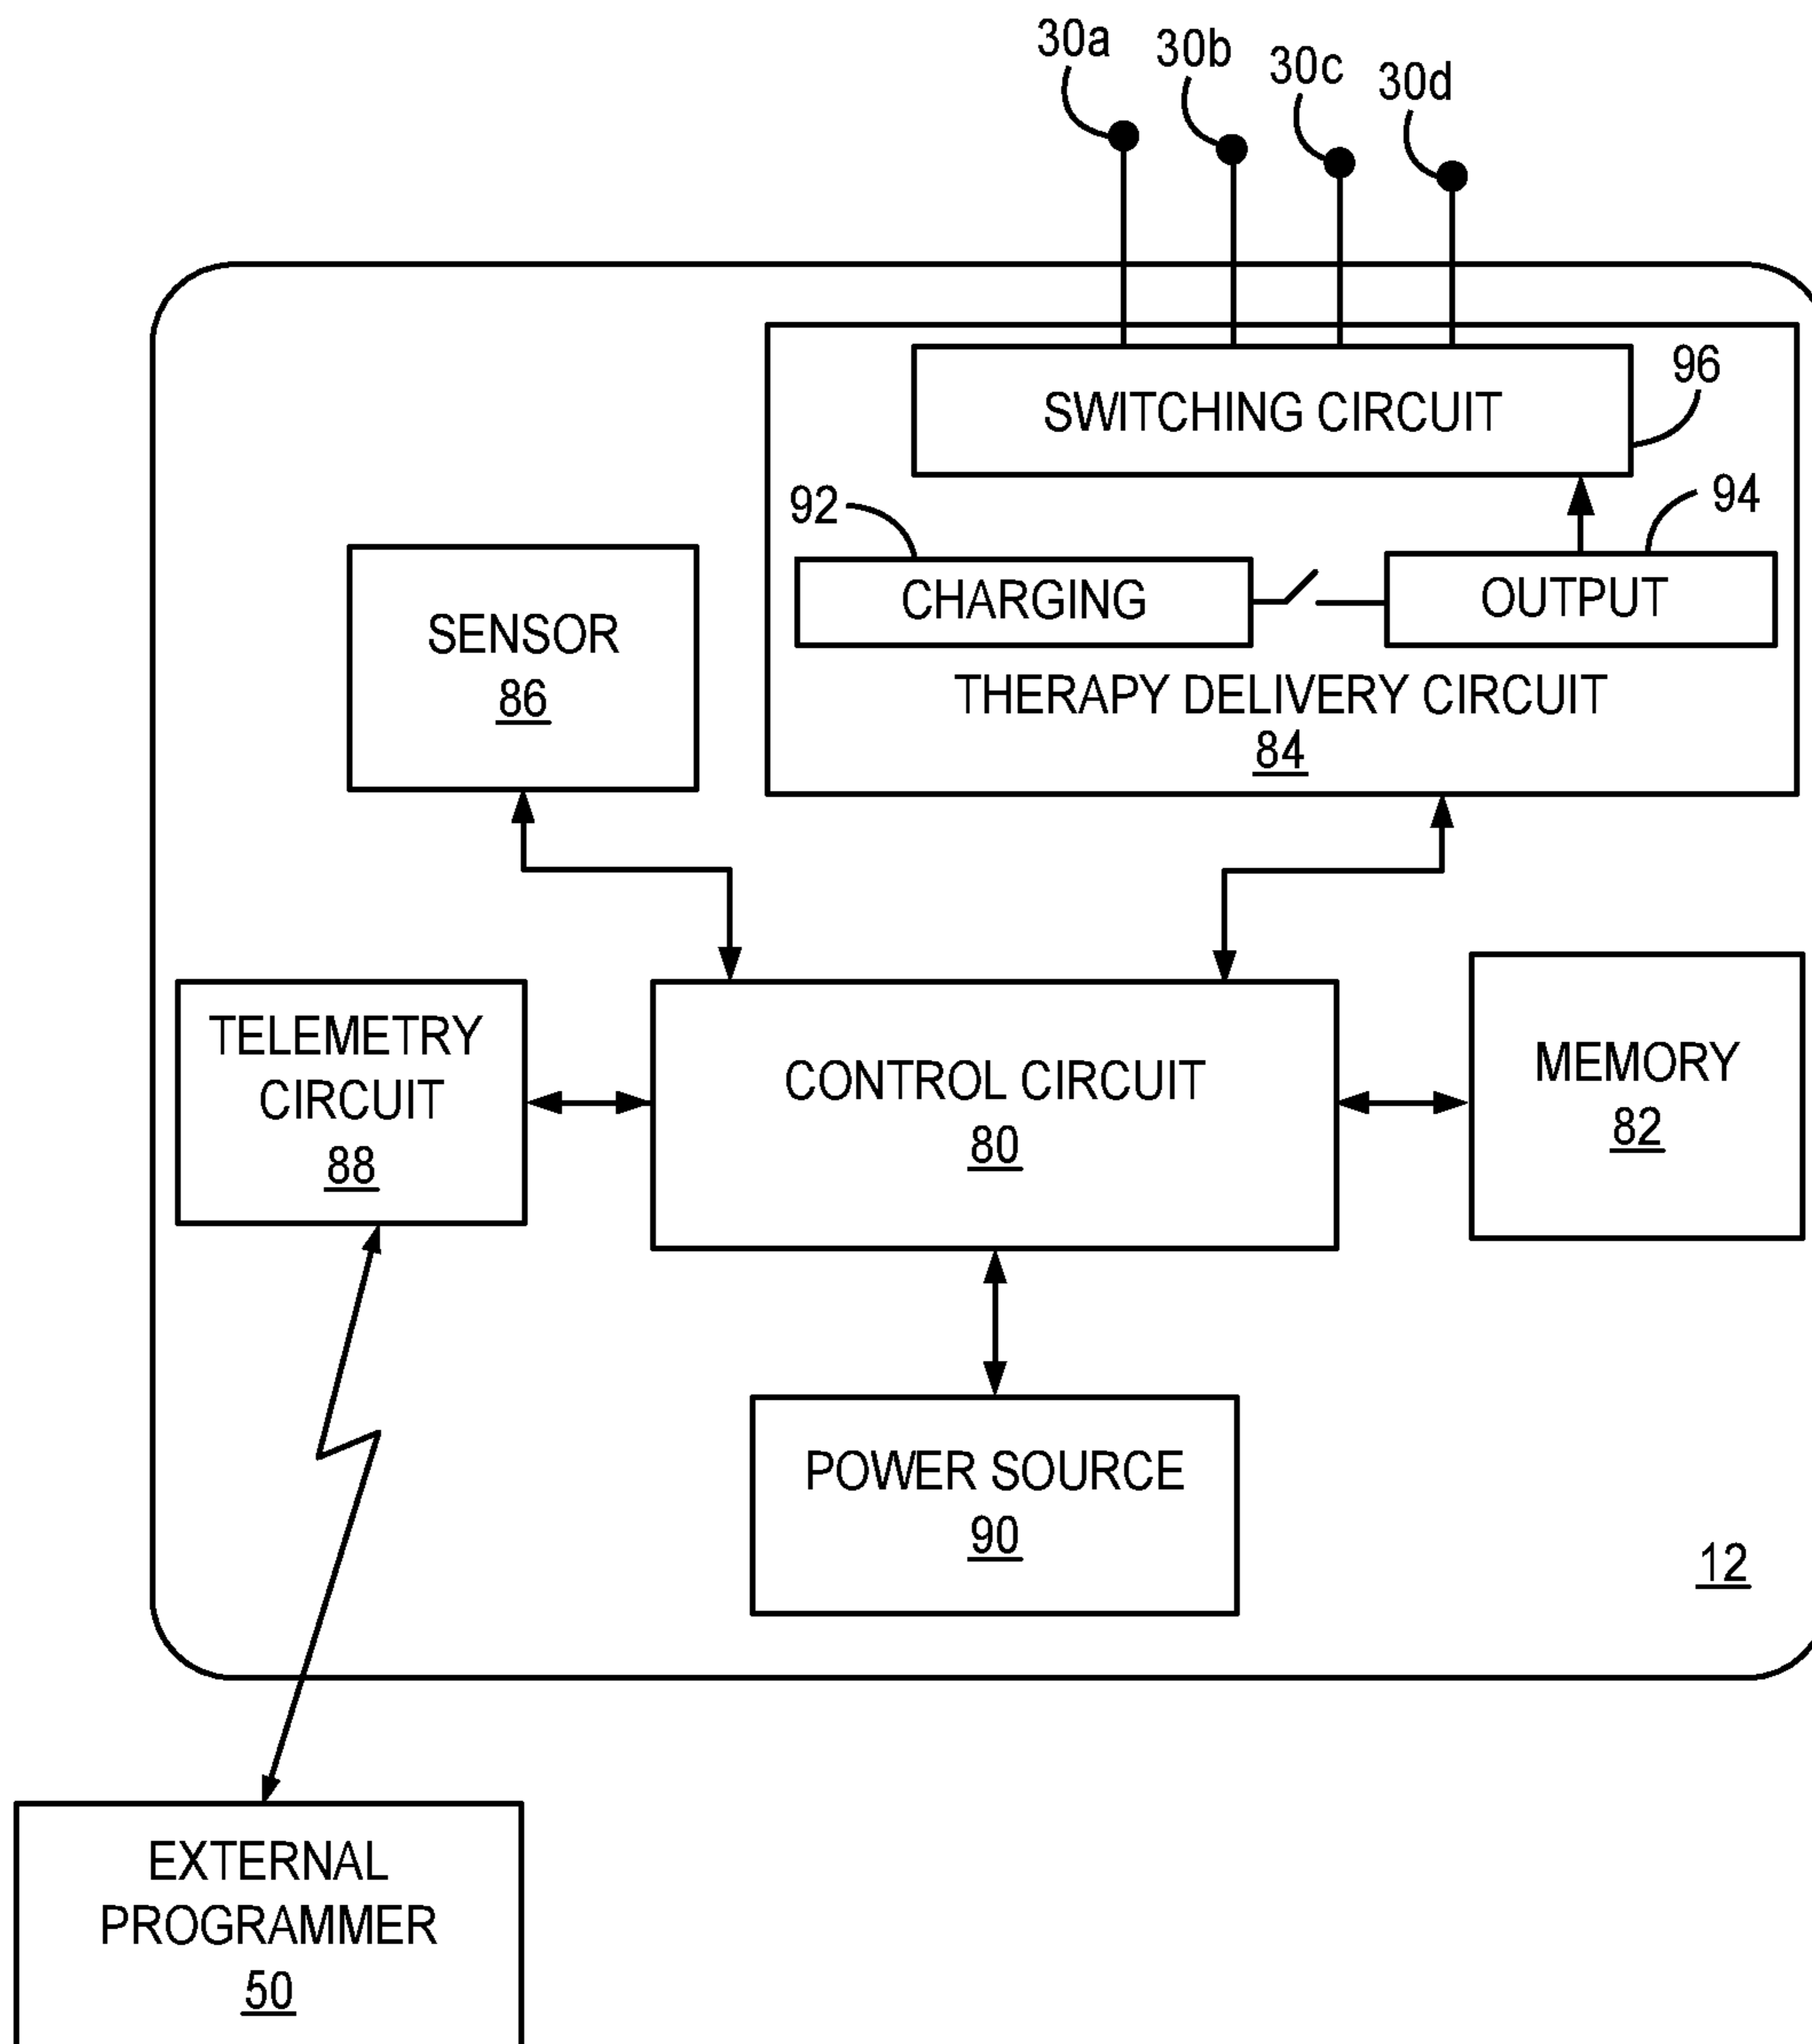 30a
30b
30c
30d
SWITCHING CIRCUIT
96
92
94
CHARGING
OUTPUT
THERAPY DELIVERY CIRCUIT
84
SENSOR
86
TELEMETRY
CIRCUIT
88
CONTROL CIRCUIT
80
MEMORY
82
POWER SOURCE
90
12
EXTERNAL
PROGRAMMER
50